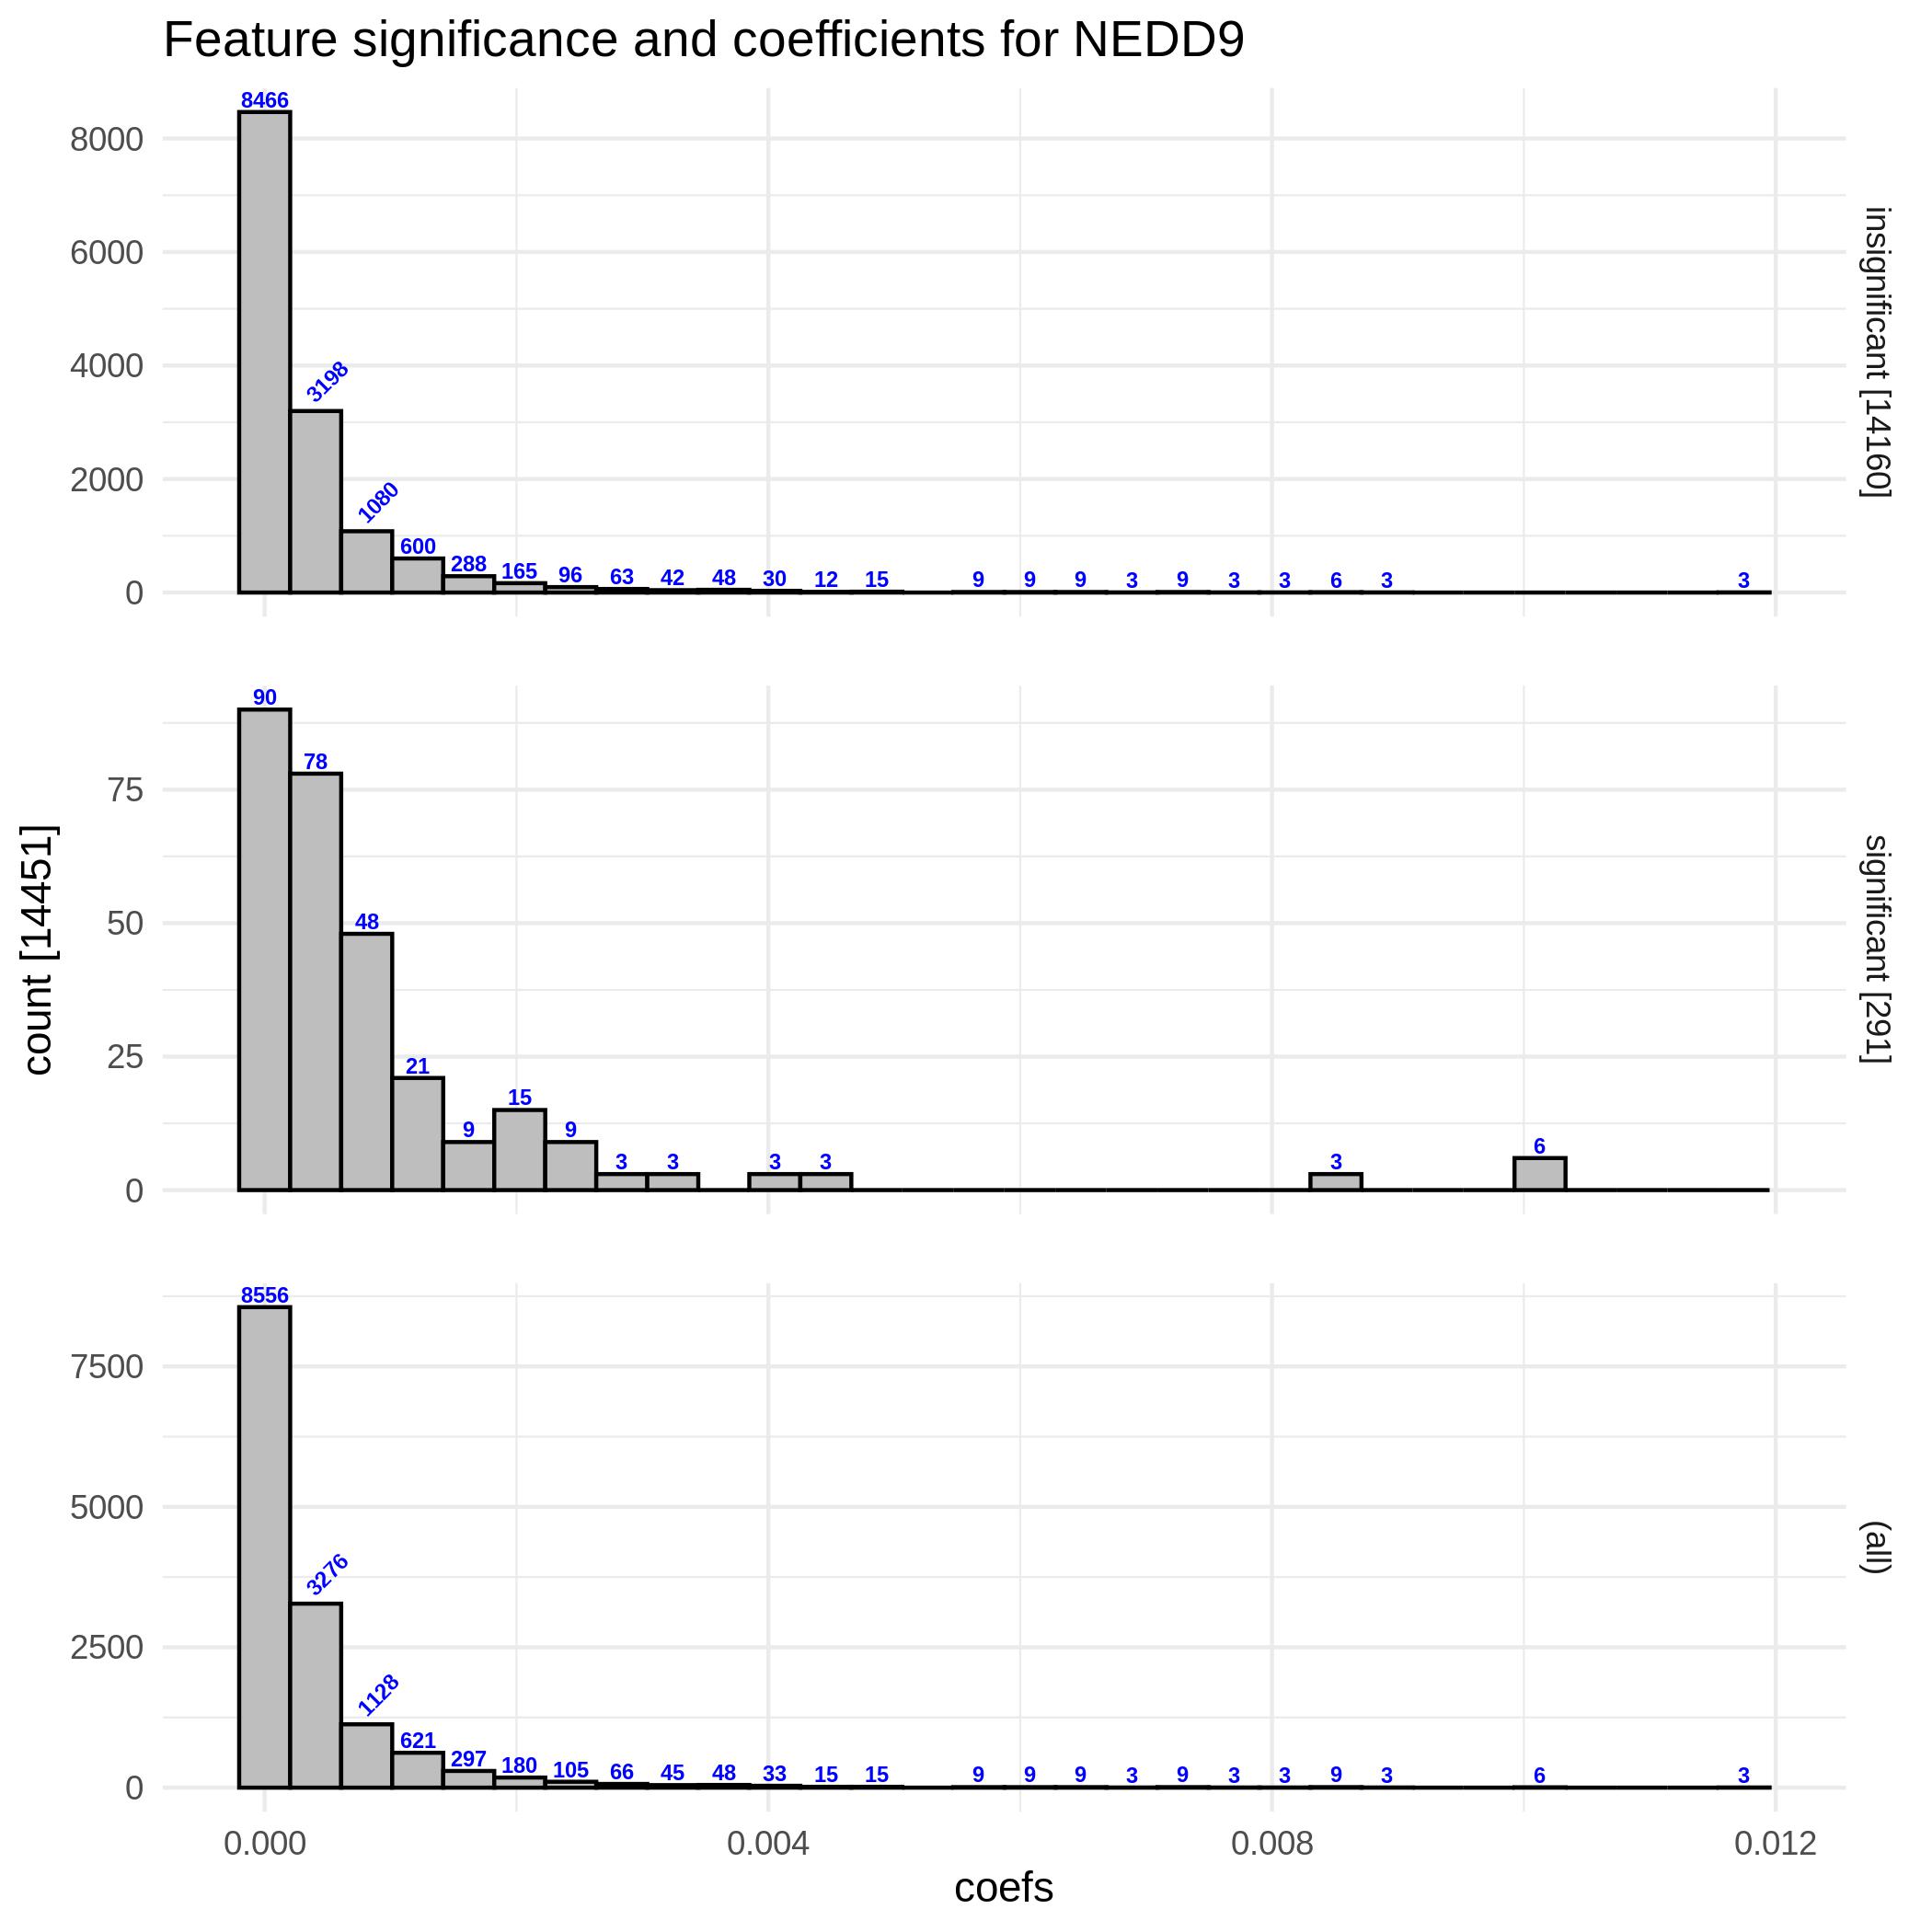 Feature significance and coefficients for NEDD9
8466
8000
6000
4000
2000
0
3198
1080
600 288 165 96 63 42 48 30 12 15 9 9 9 3 9 3 3 6 3 3
insignificant [14160]
90
78
48
21
9
15
9
3 3 3 3 3 6
75
50
25
0
significant [291]
count [14451]
8556
7500
5000
2500
0
3276
1128
621 297 180 105 66 45 48 33 15 15 9 9 9 3 9 3 3 9 3 6 3
(all)
0.000 0.004 0.008 0.012
coefs